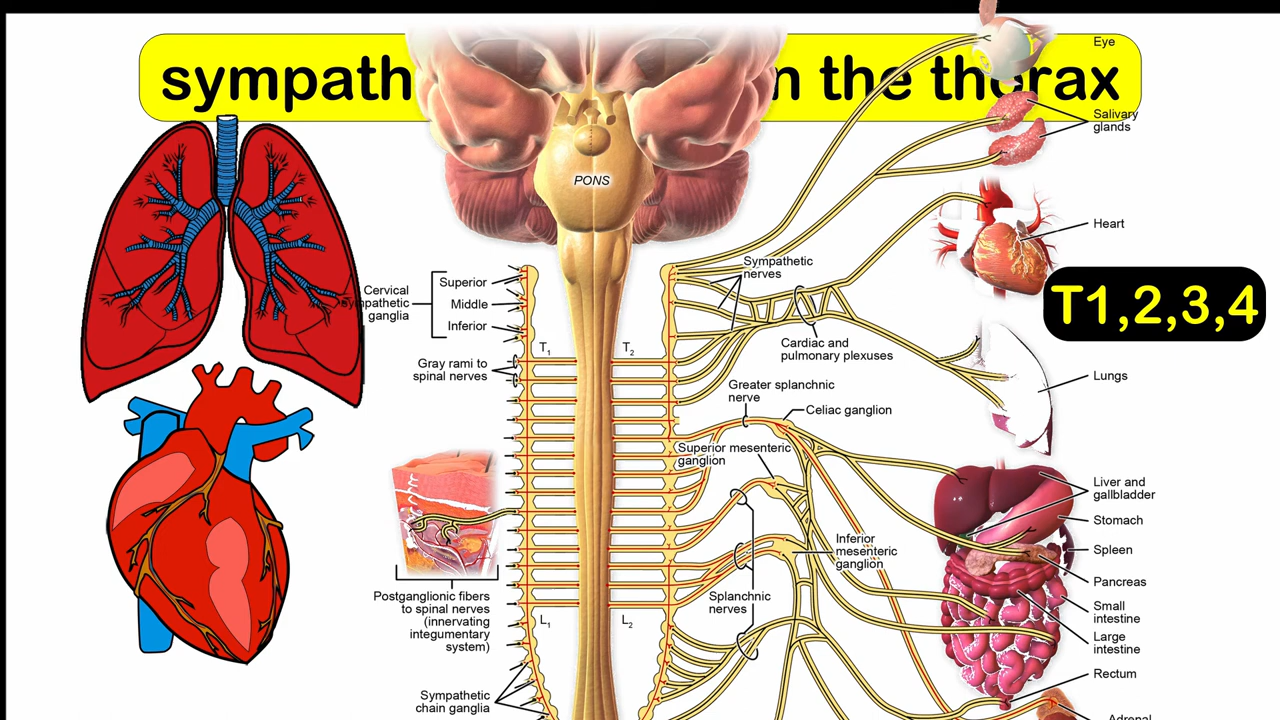 sympath
n the thorax
PONS
Eye
Salivary
glands
Heart
T1,2,3,4
Sympathetic
nerves
Superior
Middle
Inferior
Cervical
sympathetic
ganglia
Cardiac and
pulmonary plexuses
T1
T2
Gray rami to
spinal nerves
Lungs
Greater splanchnic
nerve
Celiac ganglion
Superior mesenteric
ganglion
Liver and
gallbladder
Stomach
Inferior
mesenteric
ganglion
Spleen
Pancreas
Postganglionic fibers
to spinal nerves
(innervating
integumentary
system)
Splanchnic
nerves
Small
intestine
L1
L2
Large
intestine
Rectum
Sympathetic
chain ganglia
Adrenal